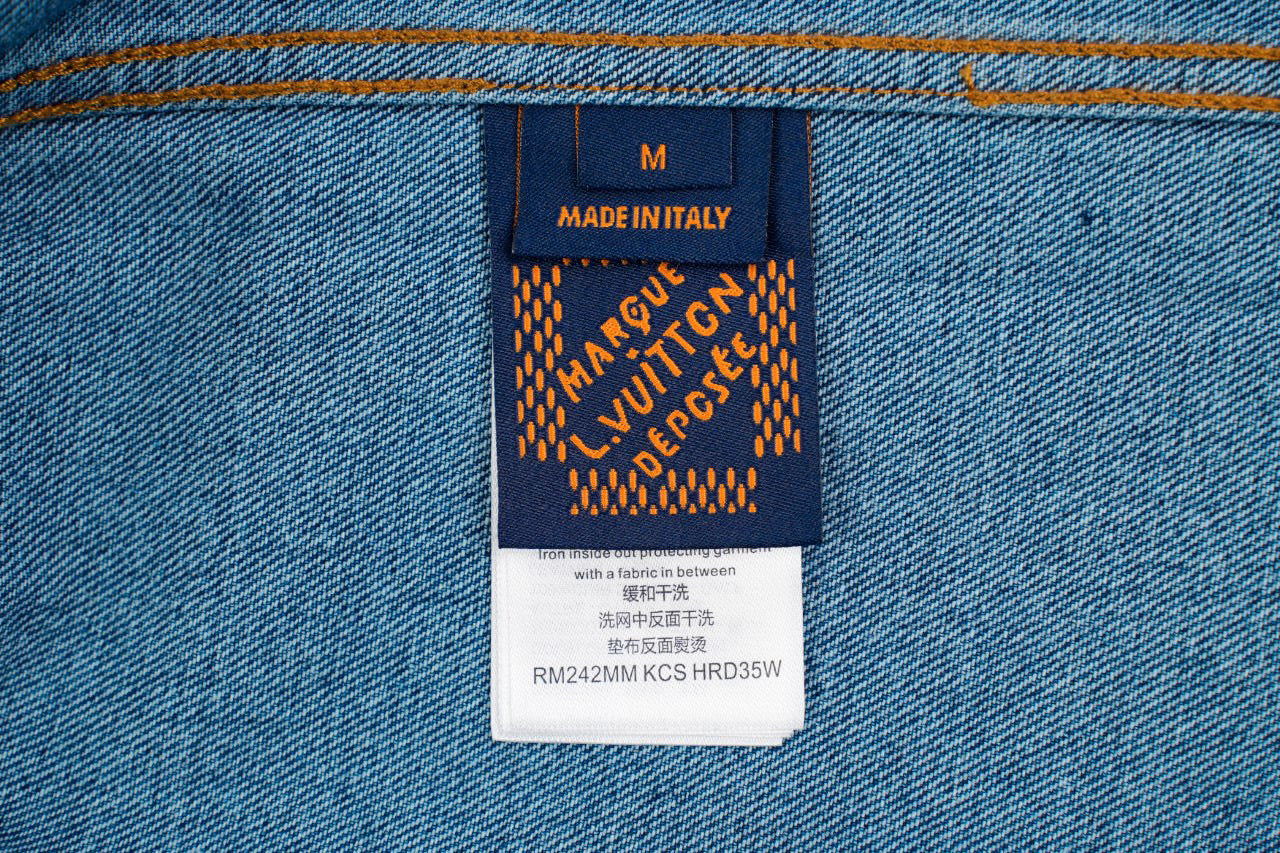 M
MADE IN ITALY
MARQUE
L.VUITTON
DÉPOSÉE
Iron inside out protecting garment
with a fabric in between
缓和干洗
洗网中反面干洗
垫布反面熨烫
RM242MM KCS HRD35W